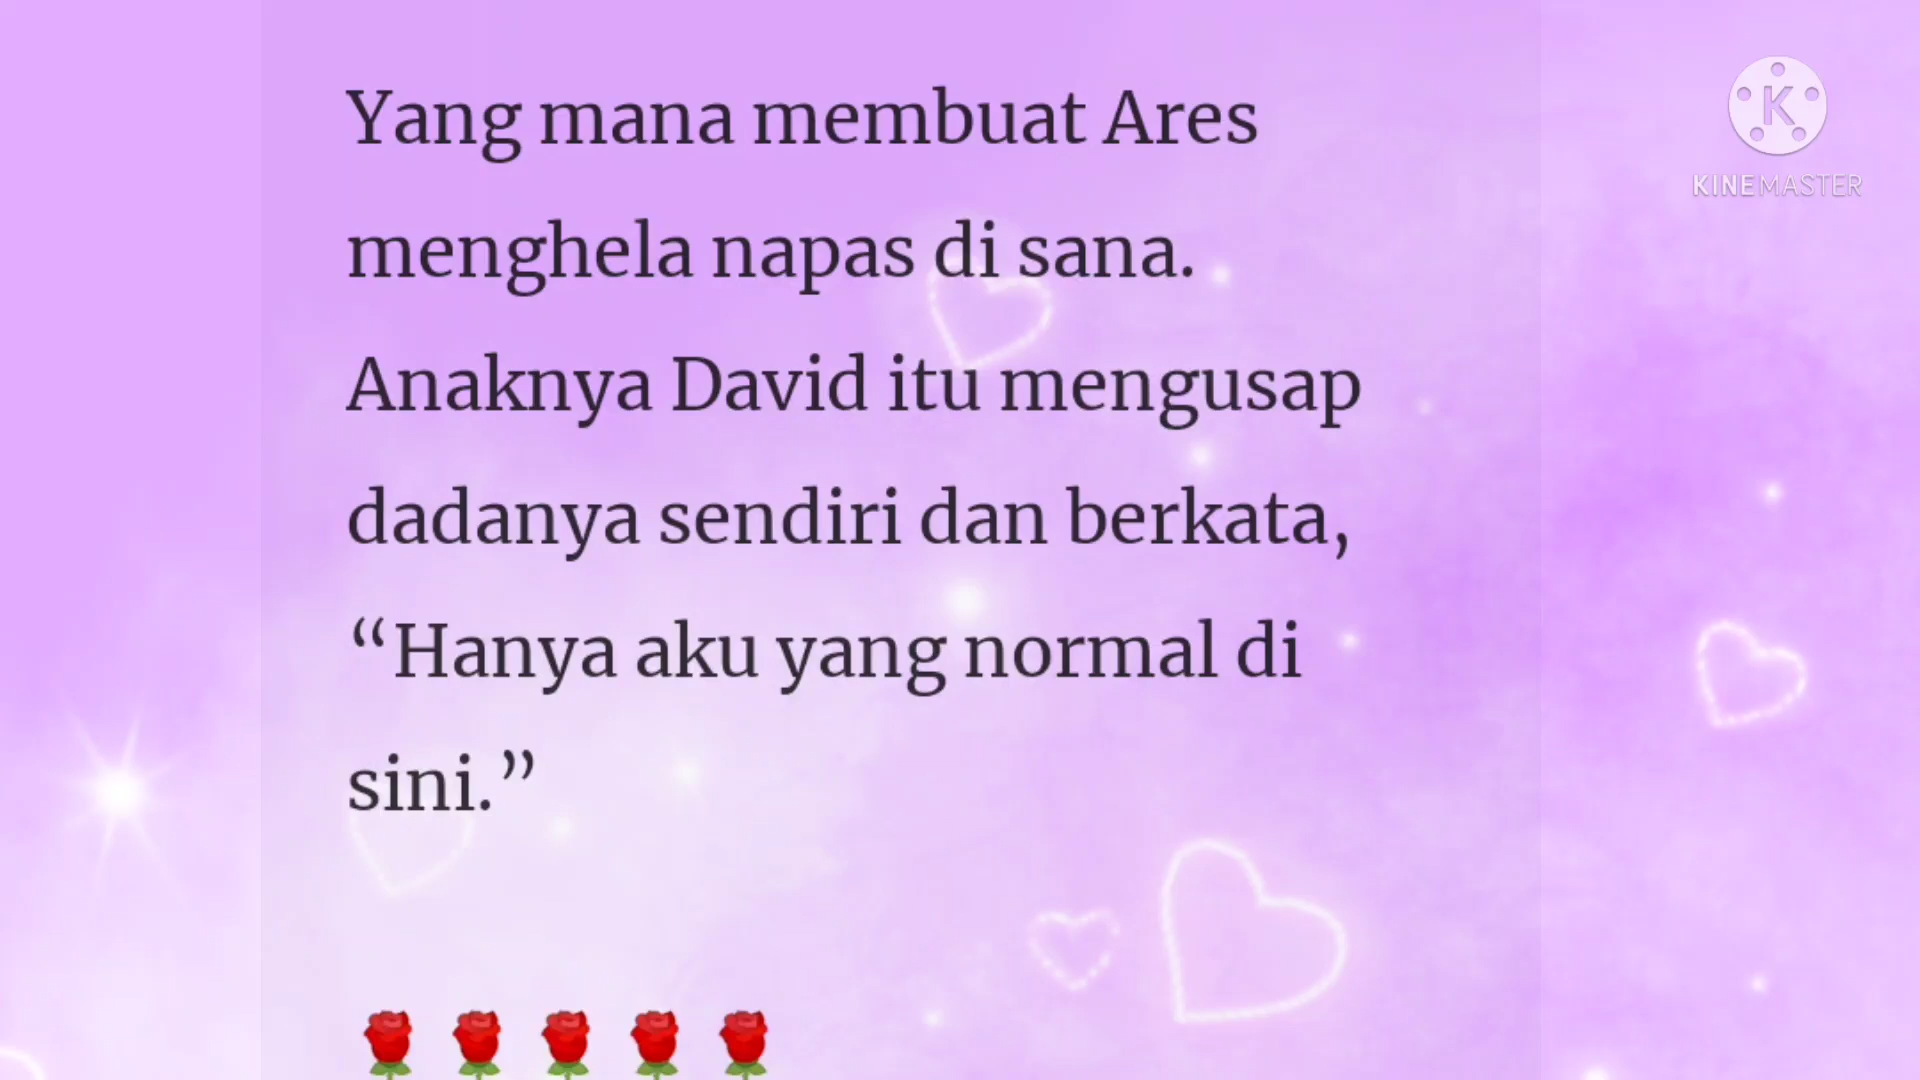 Yang mana membuat Ares
menghela napas di sana.
Anaknya David itu mengusap
dadanya sendiri dan berkata,
“Hanya aku yang normal di
sini.”
🌹 🌹 🌹 🌹 🌹
K
KINEMASTER